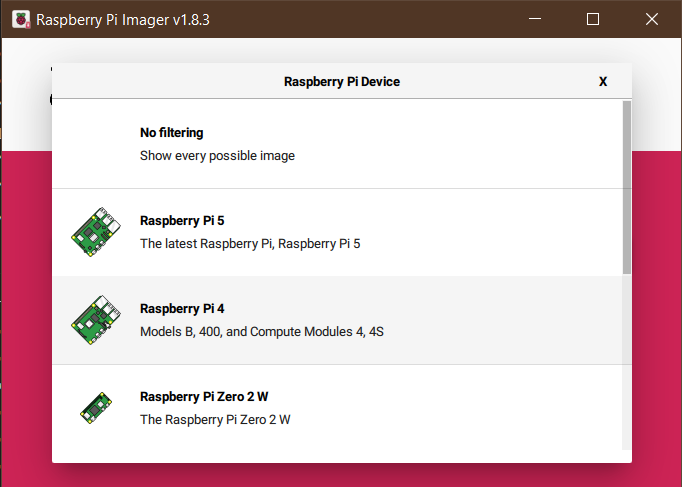 Raspberry Pi Imager v1.8.3
Raspberry Pi Device X
No filtering
Show every possible image
Raspberry Pi 5
The latest Raspberry Pi, Raspberry Pi 5
Raspberry Pi 4
Models B, 400, and Compute Modules 4, 4S
Raspberry Pi Zero 2 W
The Raspberry Pi Zero 2 W